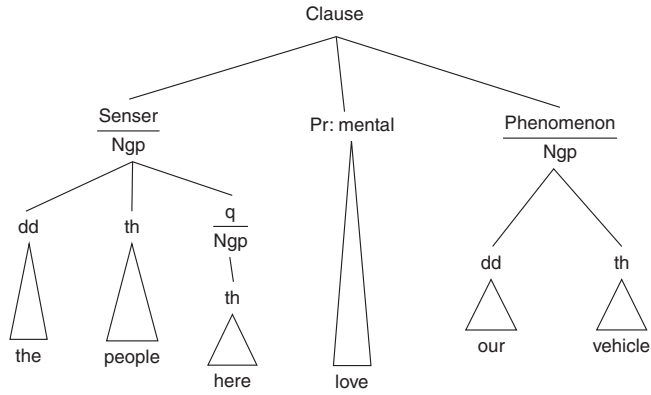 Clause
Senser
Ngp
Pr: mental
Phenomenon
Ngp
dd
th
q
Ngp
dd
th
th
the
people
here
love
our
vehicle